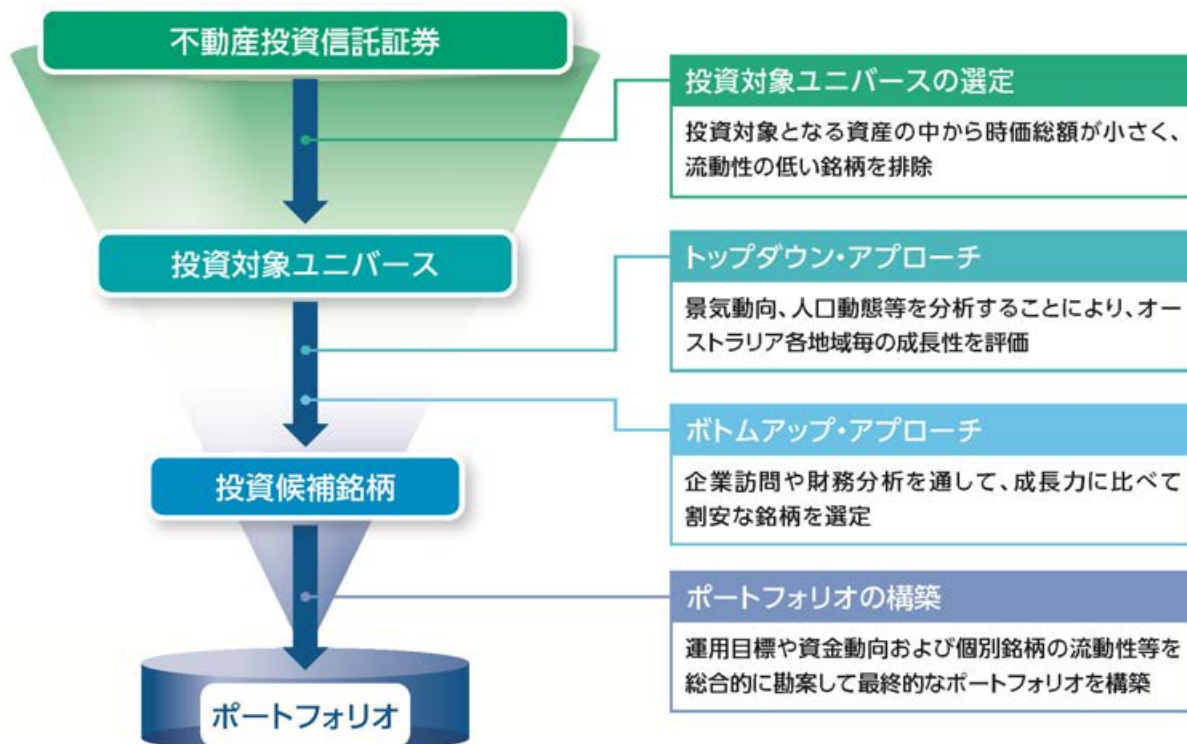 不動産投資信託証券
投資対象ユニバースの選定
投資対象となる資産の中から時価総額が小さく、
流動性の低い銘柄を排除
投資対象ユニバース
トップダウン・アプローチ
景気動向、人口動態等を分析することにより、オー
ストラリア各地域毎の成長性を評価
ボトムアップ・アプローチ
企業訪問や財務分析を通して、成長力に比べて
割安な銘柄を選定
投資候補銘柄
ポートフォリオの構築
運用目標や資金動向および個別銘柄の流動性等を
総合的に勘案して最終的なポートフォリオを構築
ポートフォリオ